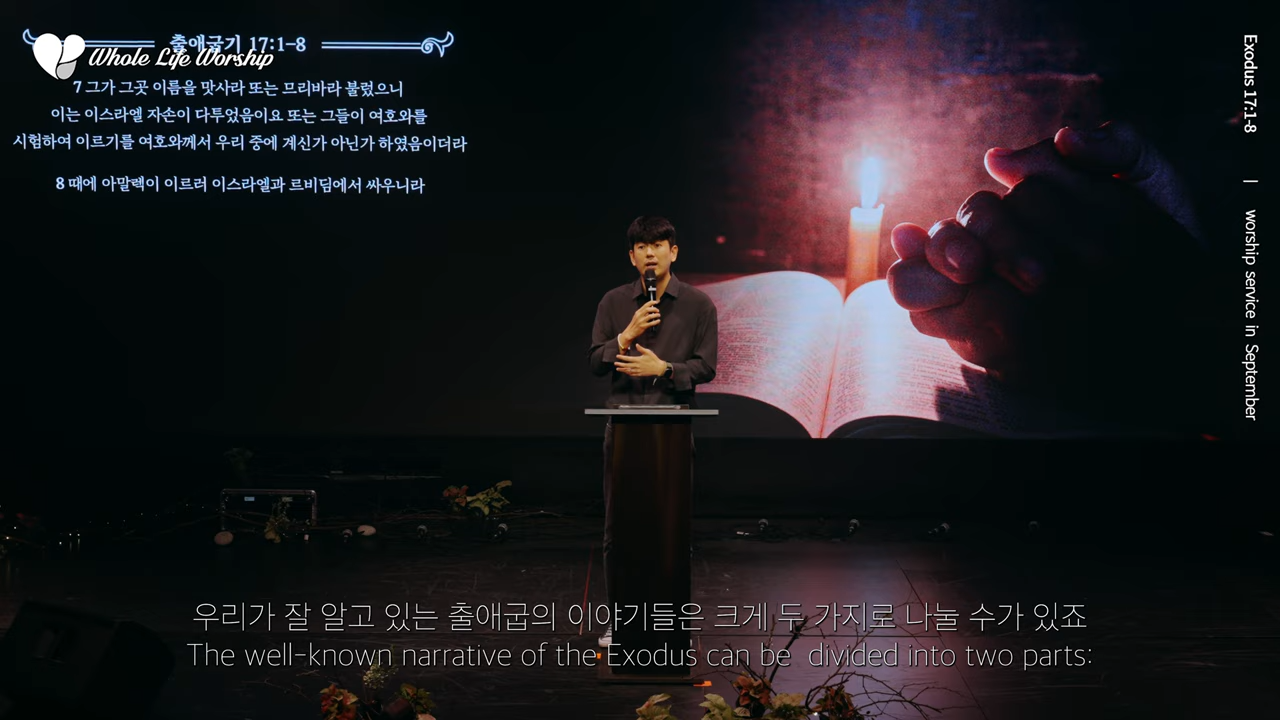 출애굽기 17:1-8
Whole Life Worship
7 그가 그곳 이름을 맛사라 또는 므리바라 불렀으니
이는 이스라엘 자손이 다투었음이요 또는 그들이 여호와를
시험하여 이르기를 여호와께서 우리 중에 계신가 아닌가 하였음이더라
8 때에 아말렉이 이르러 이스라엘과 르비딤에서 싸우니라
Exodus 17:1-8 | worship service in September
우리가 잘 알고 있는 출애굽의 이야기들은 크게 두 가지로 나눌 수가 있죠
The well-known narrative of the Exodus can be divided into two parts: